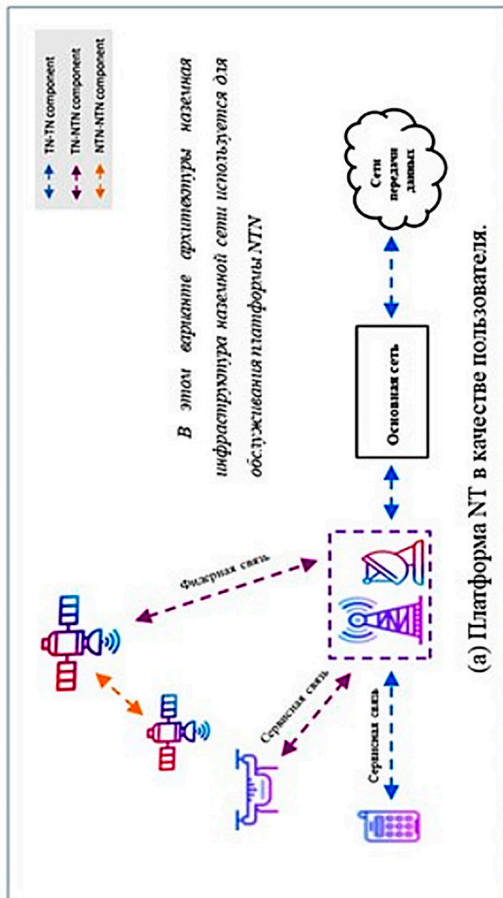 TN-TN component
TN-NTN component
NTN-NTN component
В этом варианте архитектуры наземная
инфраструктура наземной сети используется для
обслуживания платформы NTN
Фидерная связь
Сервисная связь
Сервисная связь
Основная сеть
Сети
передачи
данных
(а) Платформа NT в качестве пользователя.